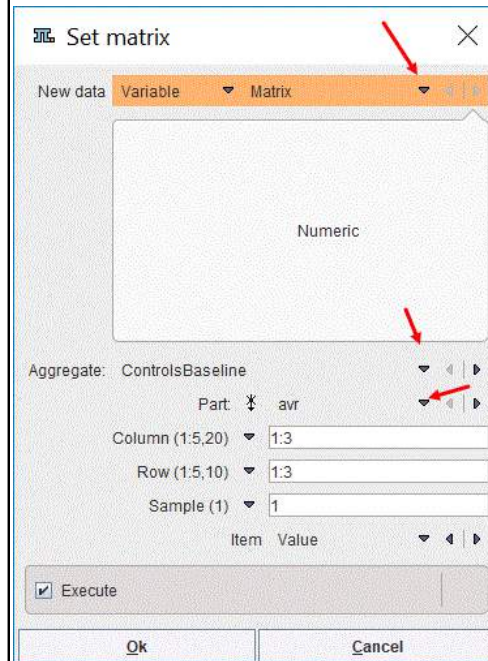 Set matrix
New data Variable Matrix
Numeric
Aggregate: ControlsBaseline
Part: avr
Column (1:5,20) 1:3
Row (1:5,10) 1:3
Sample (1) 1
Item Value
Execute
Ok Cancel